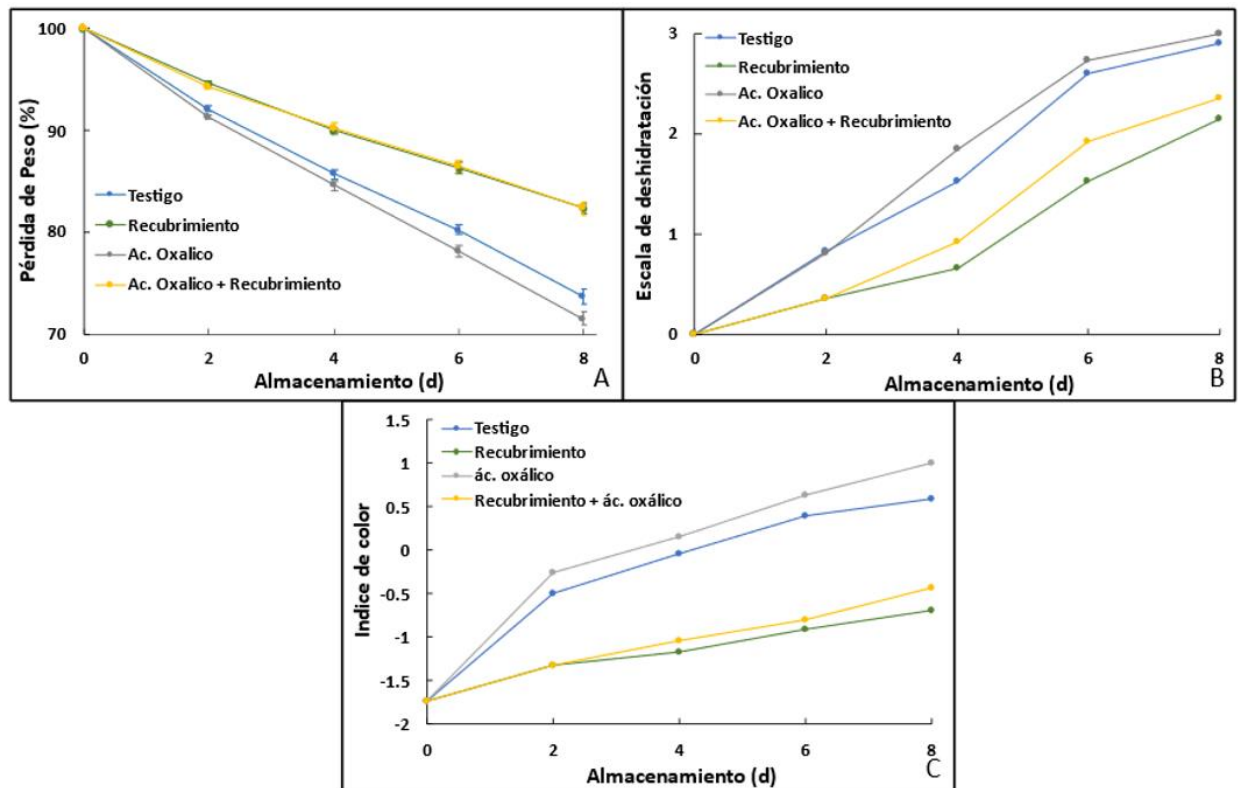 100
90
80
70
Pérdida de Peso (%)
Testigo
Recubrimiento
Ac. Oxalico
Ac. Oxalico + Recubrimiento
0 2 4 6 8
Almacenamiento (d)
A
3
2
1
0
Escala de deshidratación
Testigo
Recubrimiento
Ac. Oxalico
Ac. Oxalico + Recubrimiento
0 2 4 6 8
Almacenamiento (d)
B
1.5
1
0.5
0
-0.5
-1
-1.5
-2
Indice de color
Testigo
Recubrimiento
ác. oxálico
Recubrimiento + ác. oxálico
0 2 4 6 8
Almacenamiento (d)
C